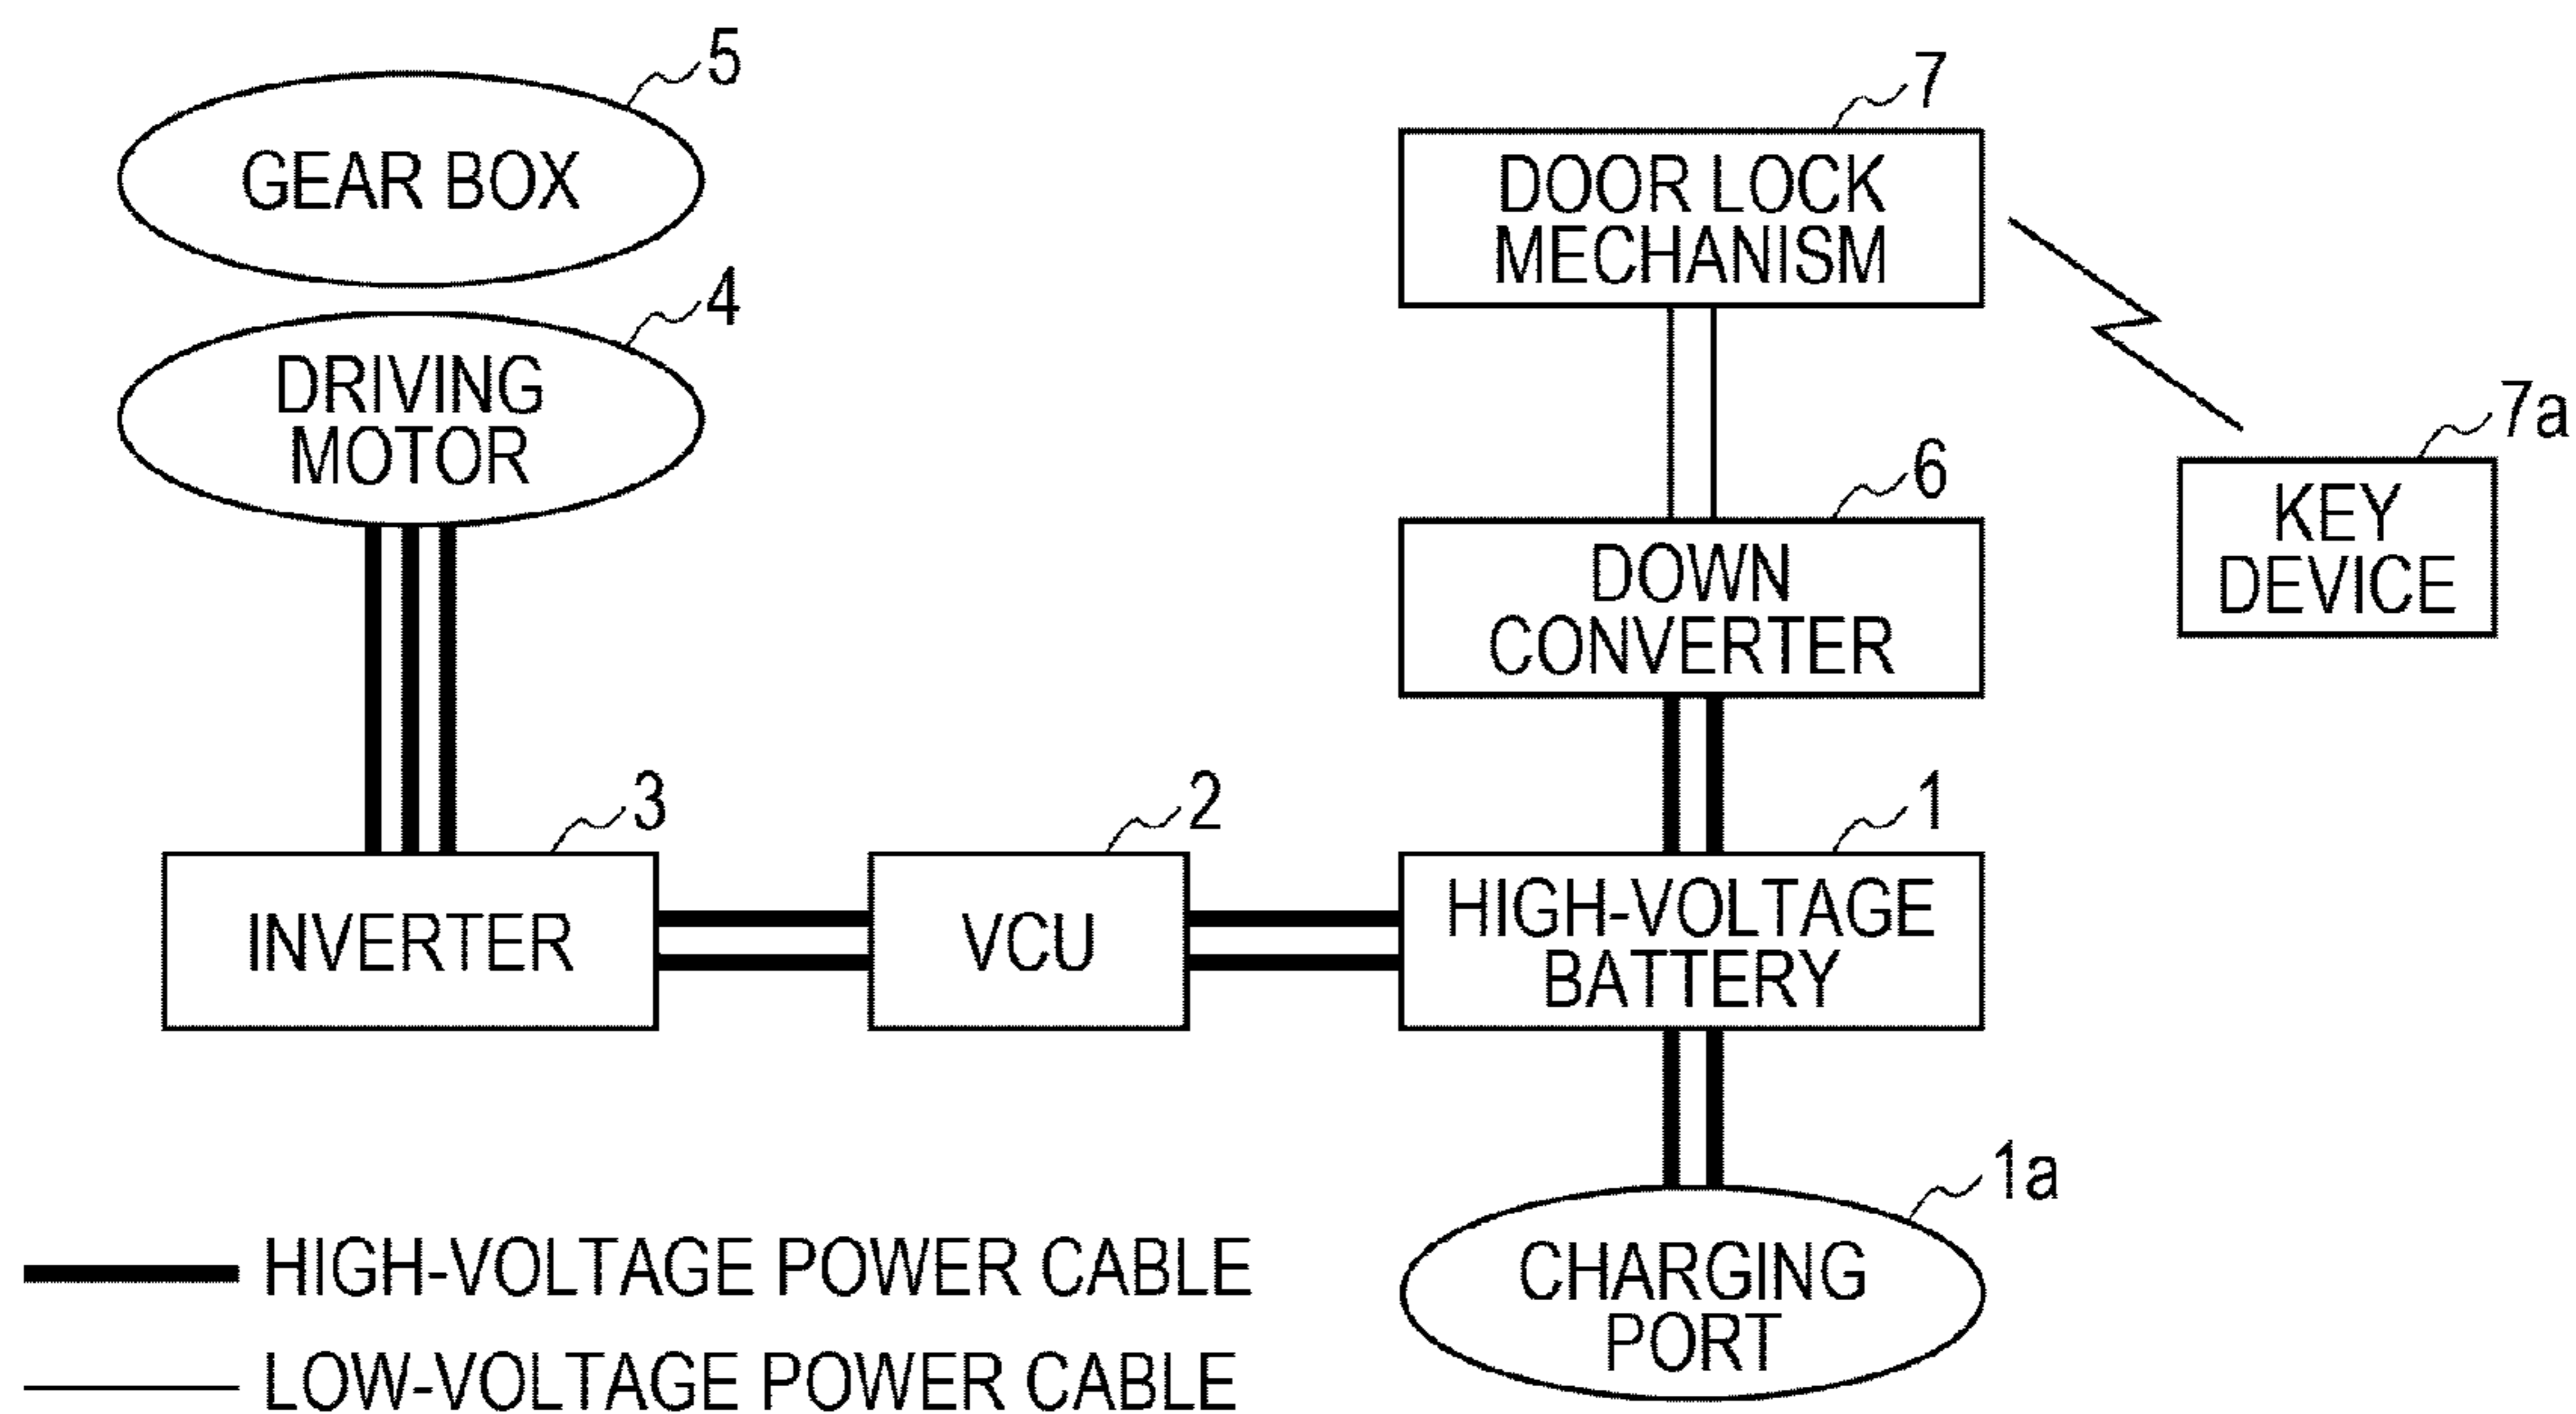 5
GEAR BOX
4
DRIVING
MOTOR
7
DOOR LOCK
MECHANISM
7a
KEY
DEVICE
6
DOWN
CONVERTER
3
INVERTER
2
VCU
1
HIGH-VOLTAGE
BATTERY
1a
CHARGING
PORT
HIGH-VOLTAGE POWER CABLE
LOW-VOLTAGE POWER CABLE